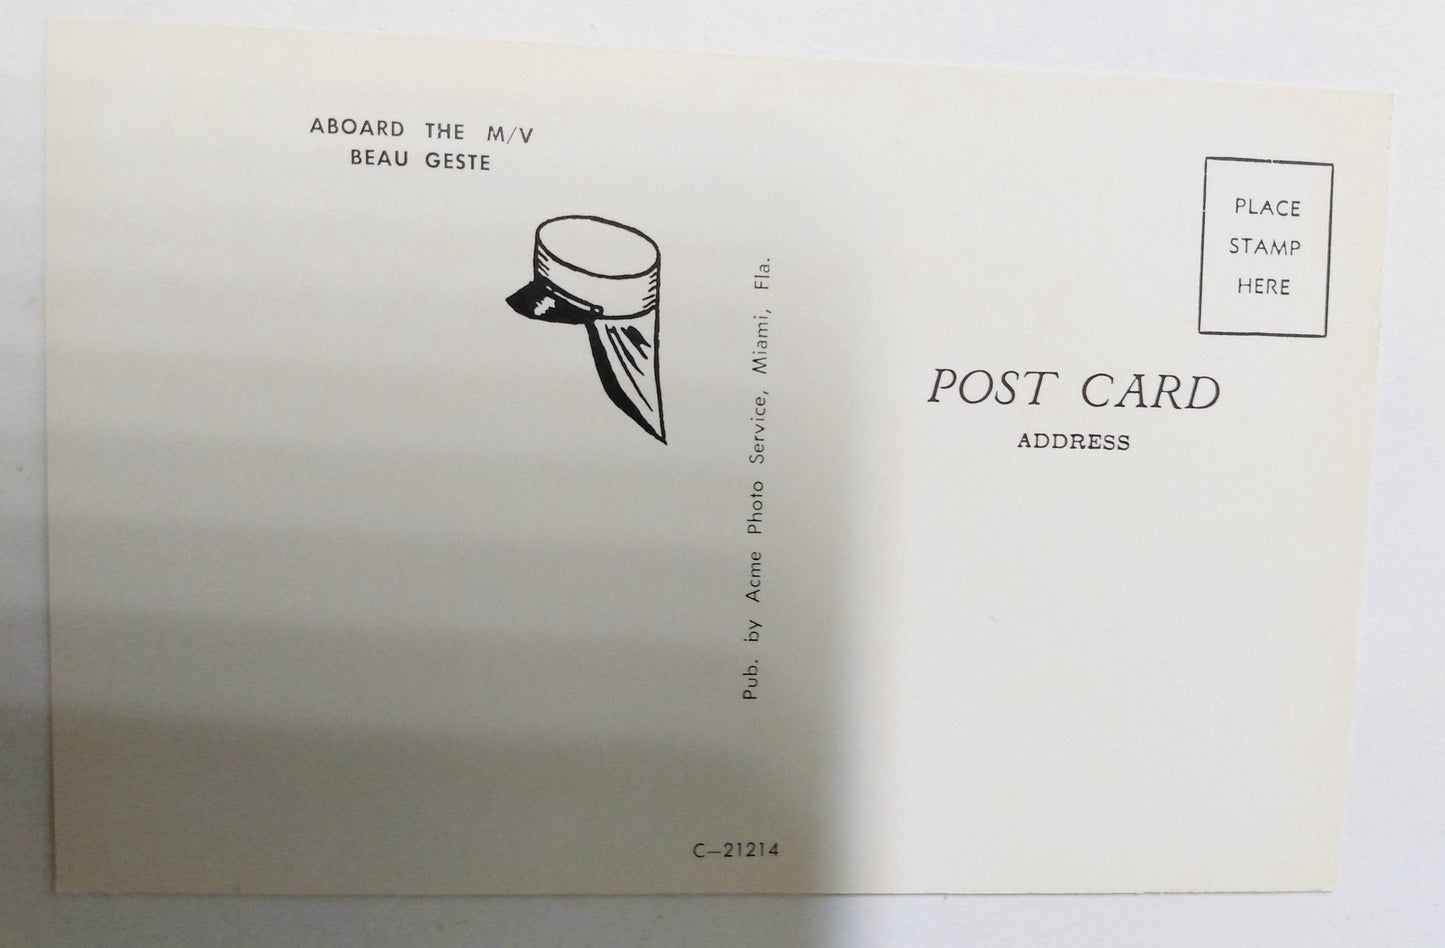 ABOARD THE M/V
BEAU GESTE
Pub. by Acme Photo Service, Miami, Fla.
C—21214
PLACE
STAMP
HERE
POST CARD
ADDRESS